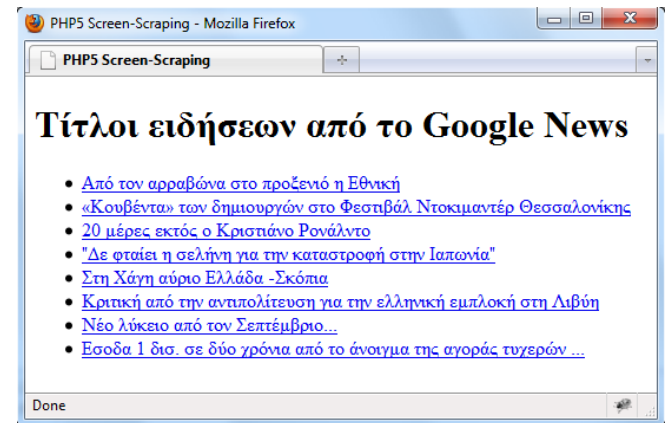 PHP5 Screen-Scraping - Mozilla Firefox
PHP5 Screen-Scraping
Τίτλοι ειδήσεων από το Google News
Από τον αρραβώνα στο προξενιό η Εθνική
«Κουβέντα» των δημιουργών στο Φεστιβάλ Ντοκιμαντέρ Θεσσαλονίκης
20 μέρες εκτός ο Κριστιάνο Ρονάλντο
"Δε φταίει η σελήνη για την καταστροφή στην Ιαπωνία"
Στη Χάγη αύριο Ελλάδα -Σκόπια
Κριτική από την αντιπολίτευση για την ελληνική εμπλοκή στη Λιβύη
Νέο λύκειο από τον Σεπτέμβριο...
Εσοδα 1 δισ. σε δύο χρόνια από το άνοιγμα της αγοράς τυχερών ...
Done